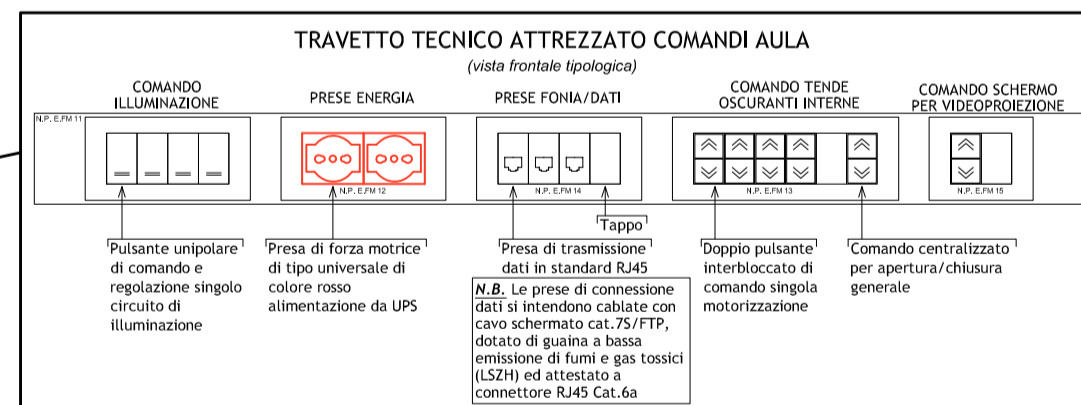 TRAVETTO TECNICO ATTREZZATO COMANDI AULA
(vista frontale tipologica)
COMANDO
ILLUMINAZIONE
PRESE ENERGIA
PRESE FONIA/DATI
COMANDO TENDE
OSCURANTI INTERNE
COMANDO SCHERMO
PER VIDEOPROIEZIONE
N.P. E.FM 11
N.P. E.FM 12
N.P. E.FM 14
N.P. E.FM 13
N.P. E.FM 15
Tappo
Pulsante unipolare
di comando e
regolazione singolo
circuito di
illuminazione
Presa di forza motrice
di tipo universale di
colore rosso
alimentazione da UPS
Presa di trasmissione
dati in standard RJ45
N.B. Le prese di connessione
dati si intendono cablate con
cavo schermato cat.7S/FTP,
dotato di guaina a bassa
emissione di fumi e gas tossici
(LSZH) ed attestato a
connettore RJ45 Cat.6a
Doppio pulsante
interbloccato di
comando singola
motorizzazione
Comando centralizzato
per apertura/chiusura
generale